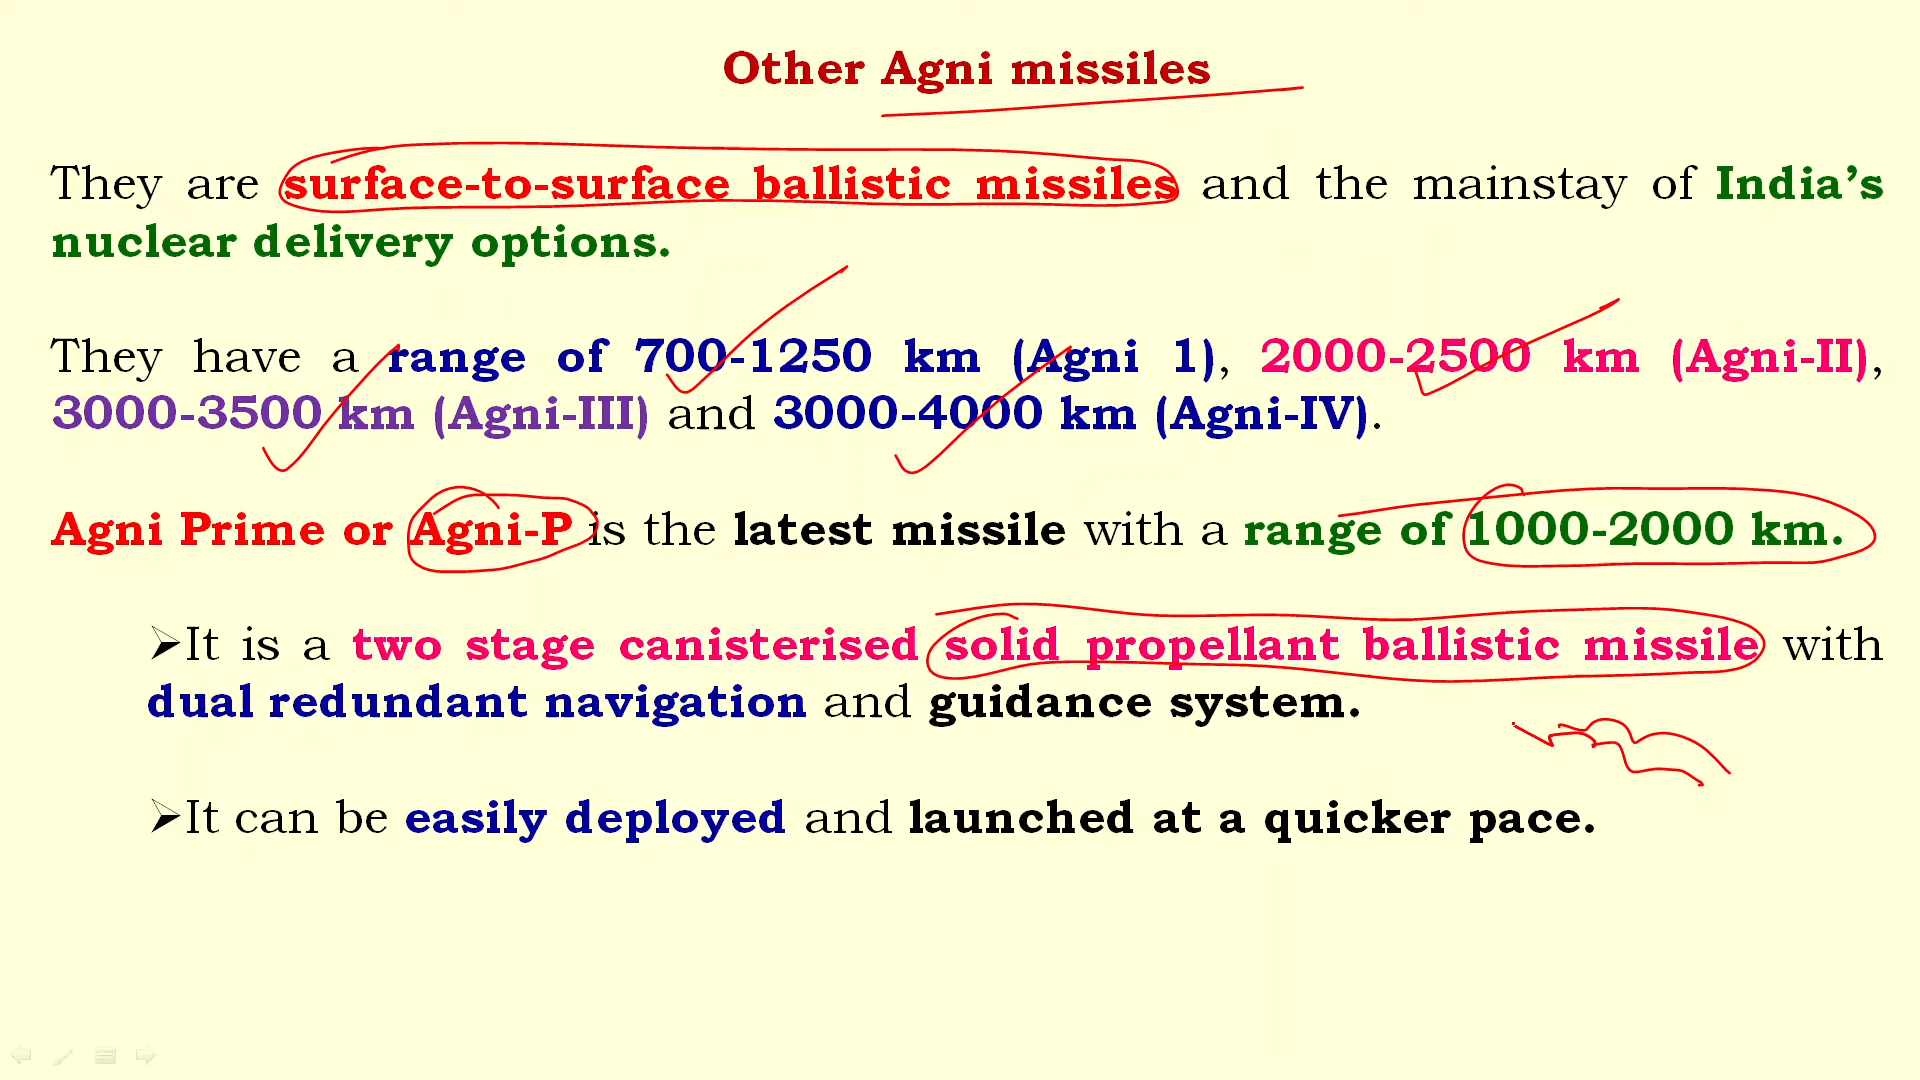 Other Agni missiles
They are surface-to-surface ballistic missiles and the mainstay of India’s
nuclear delivery options.
They have a range of 700-1250 km (Agni 1), 2000-2500 km (Agni-II),
3000-3500 km (Agni-III) and 3000-4000 km (Agni-IV).
Agni Prime or Agni-P is the latest missile with a range of 1000-2000 km.
➢It is a two stage canisterised solid propellant ballistic missile with
dual redundant navigation and guidance system.
➢It can be easily deployed and launched at a quicker pace.